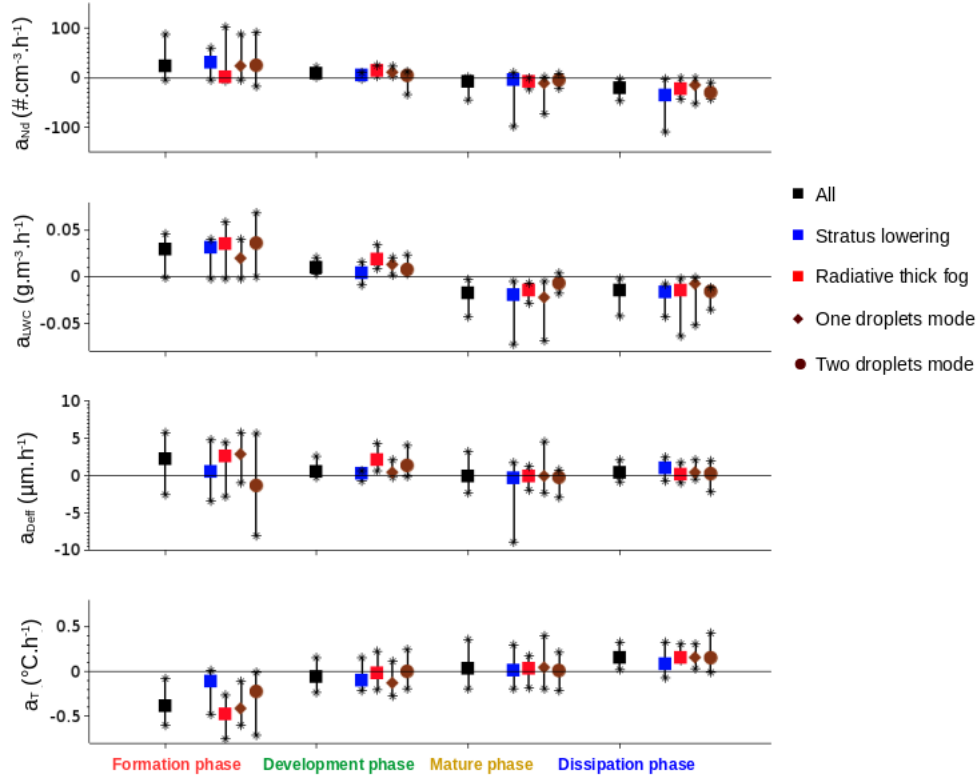 a_Nd (#.cm⁻³.h⁻¹)
100
0
-100
a_LWC (g.m⁻³.h⁻¹)
0.05
0
-0.05
a_Deff (µm.h⁻¹)
10
5
0
-5
-10
a_T (°C.h⁻¹)
0.5
0
-0.5
Formation phase Development phase Mature phase Dissipation phase
All
Stratus lowering
Radiative thick fog
One droplets mode
Two droplets mode